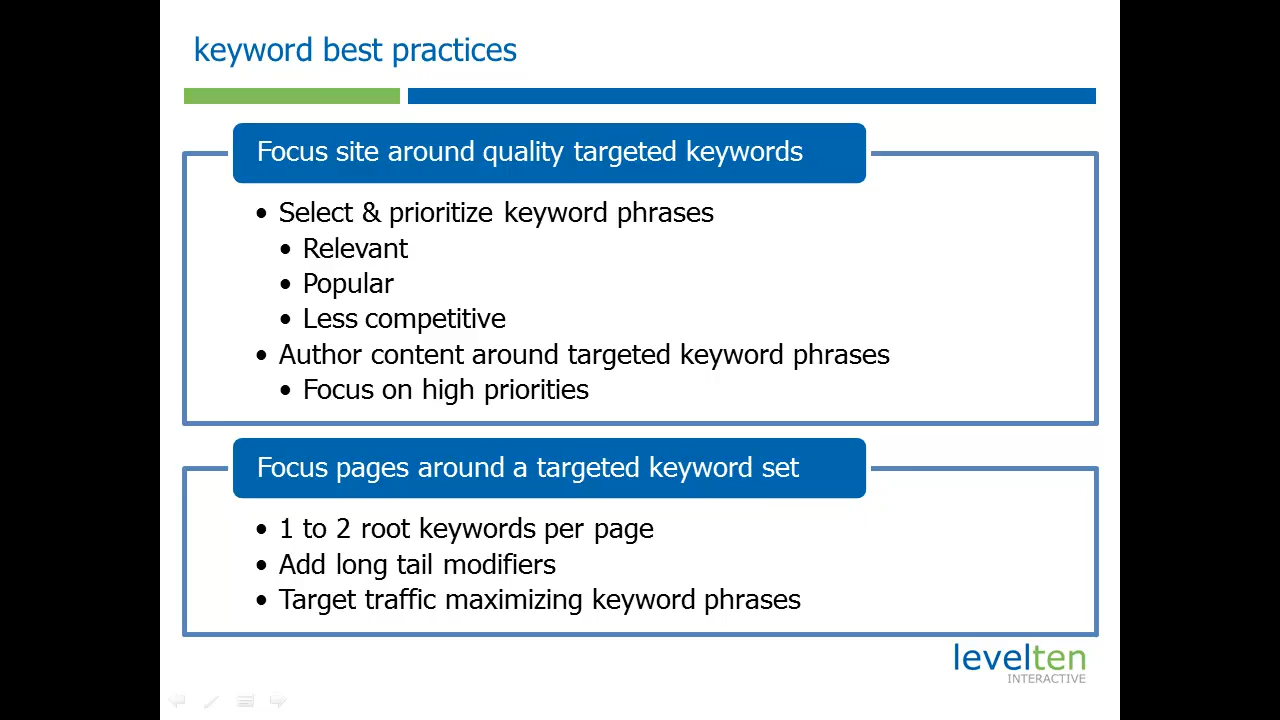 keyword best practices
Focus site around quality targeted keywords
• Select & prioritize keyword phrases
• Relevant
• Popular
• Less competitive
• Author content around targeted keyword phrases
• Focus on high priorities
Focus pages around a targeted keyword set
• 1 to 2 root keywords per page
• Add long tail modifiers
• Target traffic maximizing keyword phrases
levelten
INTERACTIVE